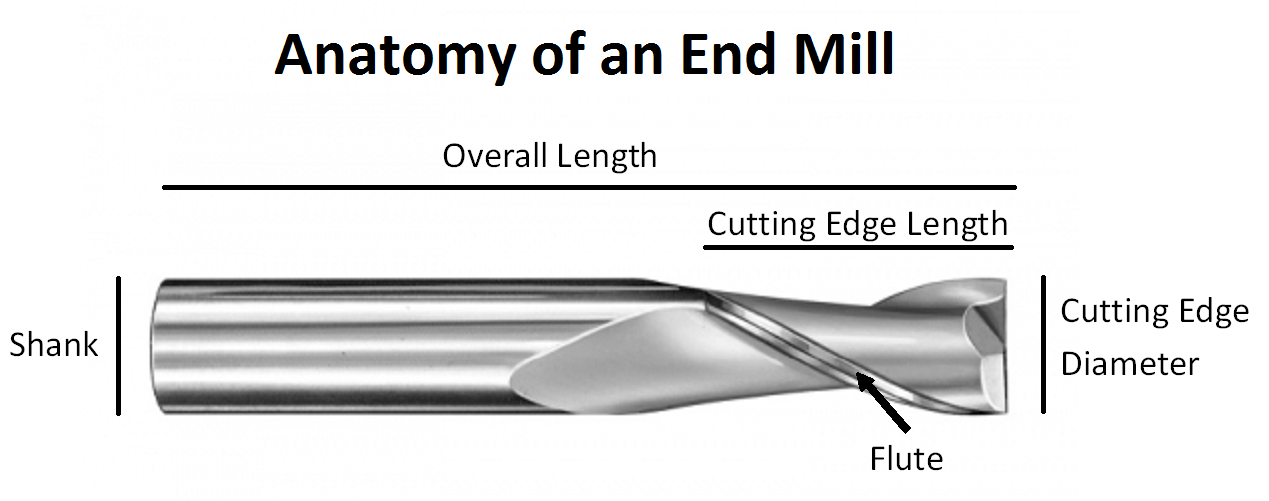 Anatomy of an End Mill
Overall Length
Cutting Edge Length
Shank
Cutting Edge
Diameter
Flute